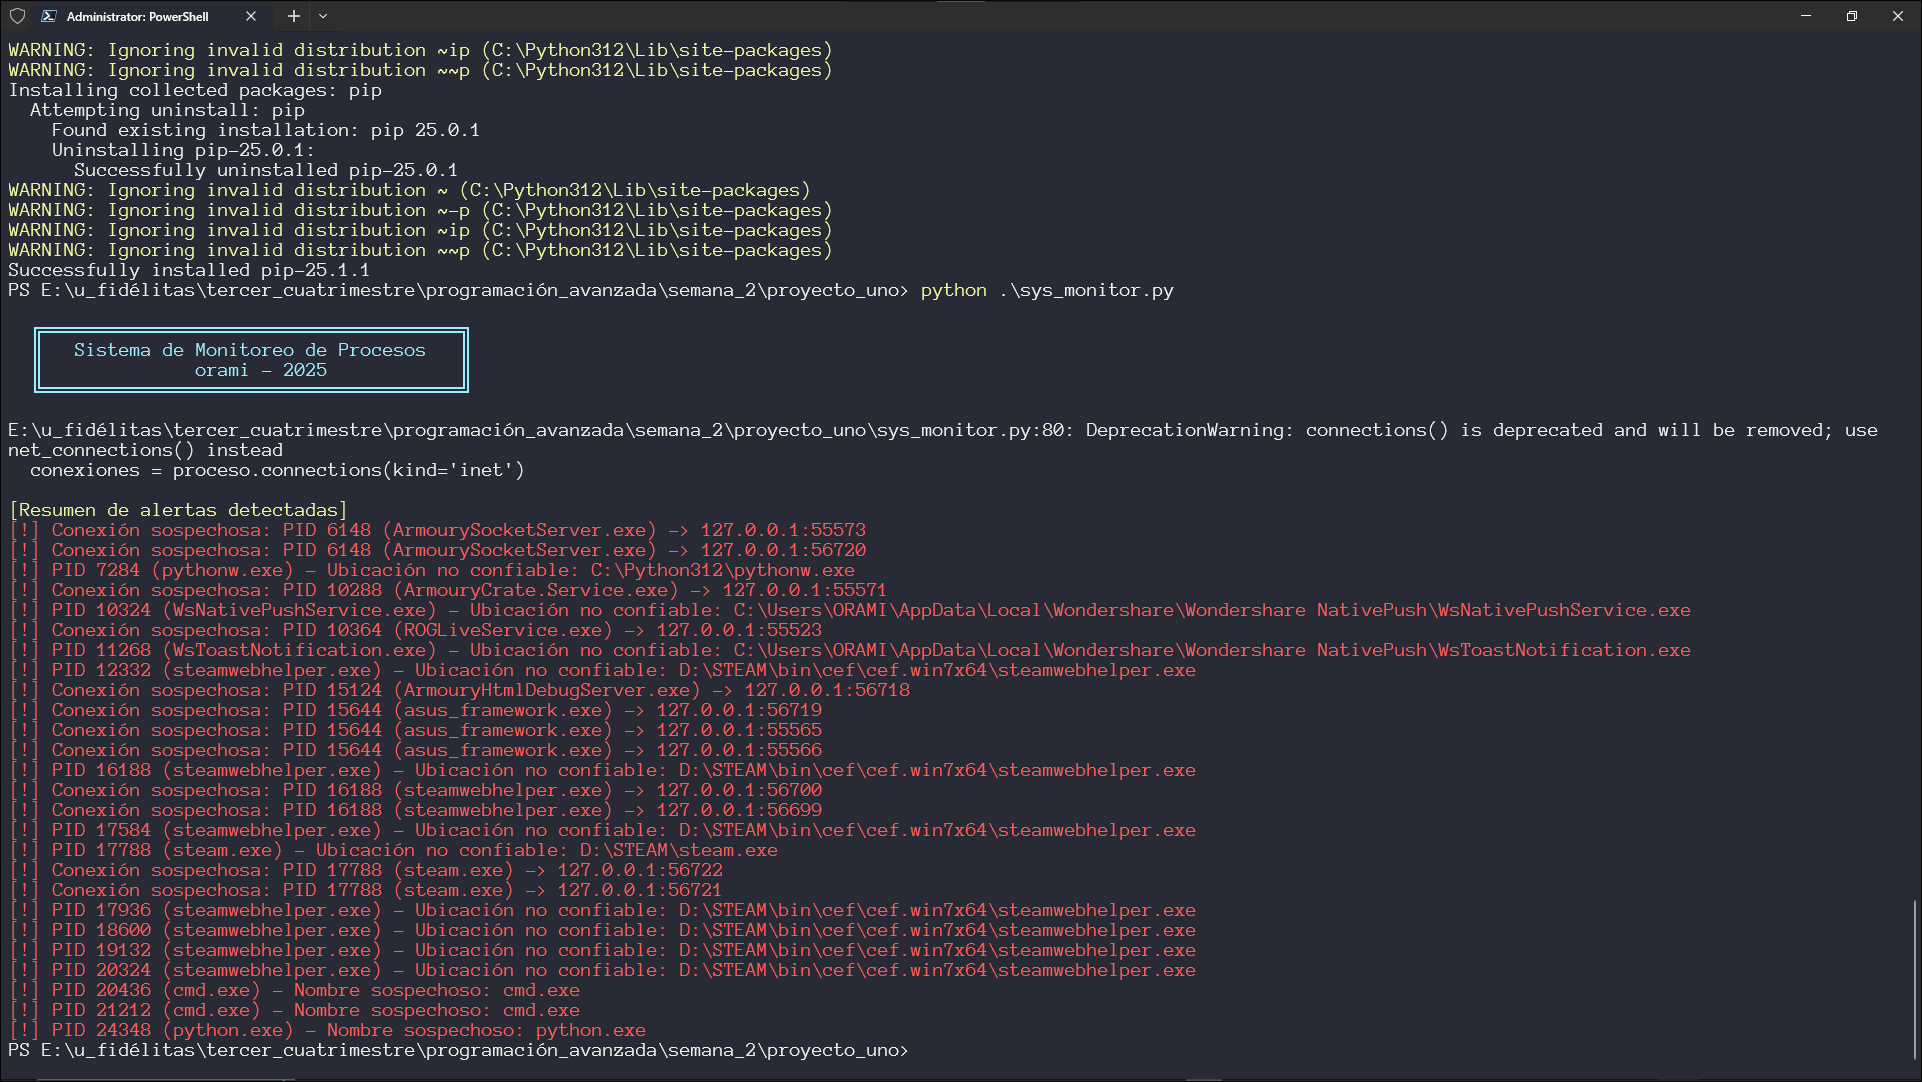 Administrator: PowerShell
WARNING: Ignoring invalid distribution ~ip (C:\Python312\Lib\site-packages)
WARNING: Ignoring invalid distribution ~~p (C:\Python312\Lib\site-packages)
Installing collected packages: pip
  Attempting uninstall: pip
    Found existing installation: pip 25.0.1
    Uninstalling pip-25.0.1:
      Successfully uninstalled pip-25.0.1
WARNING: Ignoring invalid distribution ~ (C:\Python312\Lib\site-packages)
WARNING: Ignoring invalid distribution ~-p (C:\Python312\Lib\site-packages)
WARNING: Ignoring invalid distribution ~ip (C:\Python312\Lib\site-packages)
WARNING: Ignoring invalid distribution ~~p (C:\Python312\Lib\site-packages)
Successfully installed pip-25.1.1
PS E:\u_fidélitas\tercer_cuatrimestre\programación_avanzada\semana_2\proyecto_uno> python .\sys_monitor.py
Sistema de Monitoreo de Procesos
orami - 2025
E:\u_fidélitas\tercer_cuatrimestre\programación_avanzada\semana_2\proyecto_uno\sys_monitor.py:80: DeprecationWarning: connections() is deprecated and will be removed; use
net_connections() instead
  conexiones = proceso.connections(kind='inet')
[Resumen de alertas detectadas]
[!] Conexión sospechosa: PID 6148 (ArmourySocketServer.exe) -> 127.0.0.1:55573
[!] Conexión sospechosa: PID 6148 (ArmourySocketServer.exe) -> 127.0.0.1:56720
[!] PID 7284 (pythonw.exe) - Ubicación no confiable: C:\Python312\pythonw.exe
[!] Conexión sospechosa: PID 10288 (ArmouryCrate.Service.exe) -> 127.0.0.1:55571
[!] PID 10324 (WsNativePushService.exe) - Ubicación no confiable: C:\Users\ORAMI\AppData\Local\Wondershare\Wondershare NativePush\WsNativePushService.exe
[!] Conexión sospechosa: PID 10364 (ROGLiveService.exe) -> 127.0.0.1:55523
[!] PID 11268 (WsToastNotification.exe) - Ubicación no confiable: C:\Users\ORAMI\AppData\Local\Wondershare\Wondershare NativePush\WsToastNotification.exe
[!] PID 12332 (steamwebhelper.exe) - Ubicación no confiable: D:\STEAM\bin\cef\cef.win7x64\steamwebhelper.exe
[!] Conexión sospechosa: PID 15124 (ArmouryHtmlDebugServer.exe) -> 127.0.0.1:56718
[!] Conexión sospechosa: PID 15644 (asus_framework.exe) -> 127.0.0.1:56719
[!] Conexión sospechosa: PID 15644 (asus_framework.exe) -> 127.0.0.1:55565
[!] Conexión sospechosa: PID 15644 (asus_framework.exe) -> 127.0.0.1:55566
[!] PID 16188 (steamwebhelper.exe) - Ubicación no confiable: D:\STEAM\bin\cef\cef.win7x64\steamwebhelper.exe
[!] Conexión sospechosa: PID 16188 (steamwebhelper.exe) -> 127.0.0.1:56700
[!] Conexión sospechosa: PID 16188 (steamwebhelper.exe) -> 127.0.0.1:56699
[!] PID 17584 (steamwebhelper.exe) - Ubicación no confiable: D:\STEAM\bin\cef\cef.win7x64\steamwebhelper.exe
[!] PID 17788 (steam.exe) - Ubicación no confiable: D:\STEAM\steam.exe
[!] Conexión sospechosa: PID 17788 (steam.exe) -> 127.0.0.1:56722
[!] Conexión sospechosa: PID 17788 (steam.exe) -> 127.0.0.1:56721
[!] PID 17936 (steamwebhelper.exe) - Ubicación no confiable: D:\STEAM\bin\cef\cef.win7x64\steamwebhelper.exe
[!] PID 18600 (steamwebhelper.exe) - Ubicación no confiable: D:\STEAM\bin\cef\cef.win7x64\steamwebhelper.exe
[!] PID 19132 (steamwebhelper.exe) - Ubicación no confiable: D:\STEAM\bin\cef\cef.win7x64\steamwebhelper.exe
[!] PID 20324 (steamwebhelper.exe) - Ubicación no confiable: D:\STEAM\bin\cef\cef.win7x64\steamwebhelper.exe
[!] PID 20436 (cmd.exe) - Nombre sospechoso: cmd.exe
[!] PID 21212 (cmd.exe) - Nombre sospechoso: cmd.exe
[!] PID 24348 (python.exe) - Nombre sospechoso: python.exe
PS E:\u_fidélitas\tercer_cuatrimestre\programación_avanzada\semana_2\proyecto_uno>